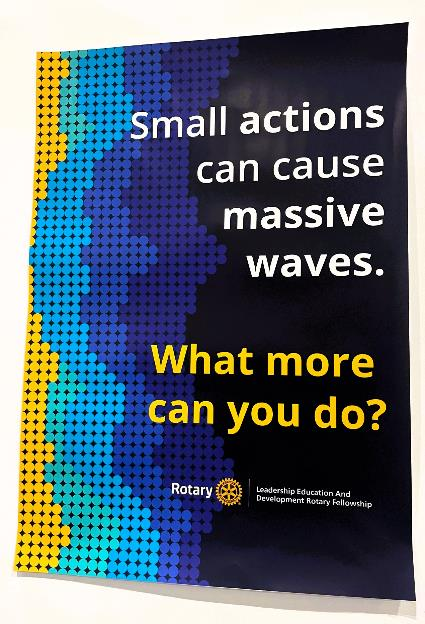 Small actions
can cause
massive
waves.
What more
can you do?
Rotary
Leadership Education And
Development Rotary Fellowship